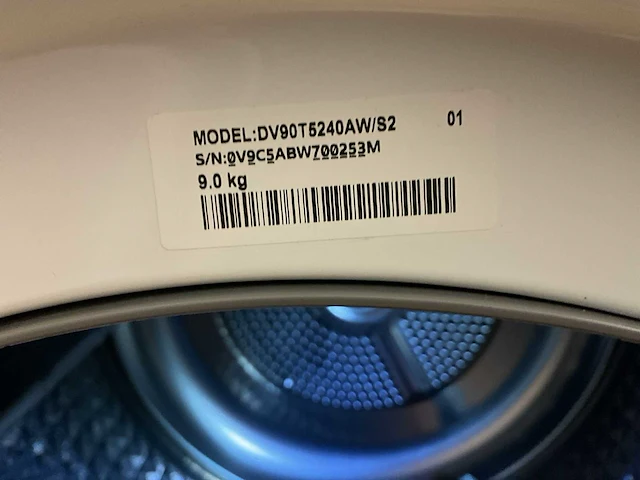 MODEL:DV90T5240AW/S2 01
S/N:0V9C5ABW700253M
9.0 kg